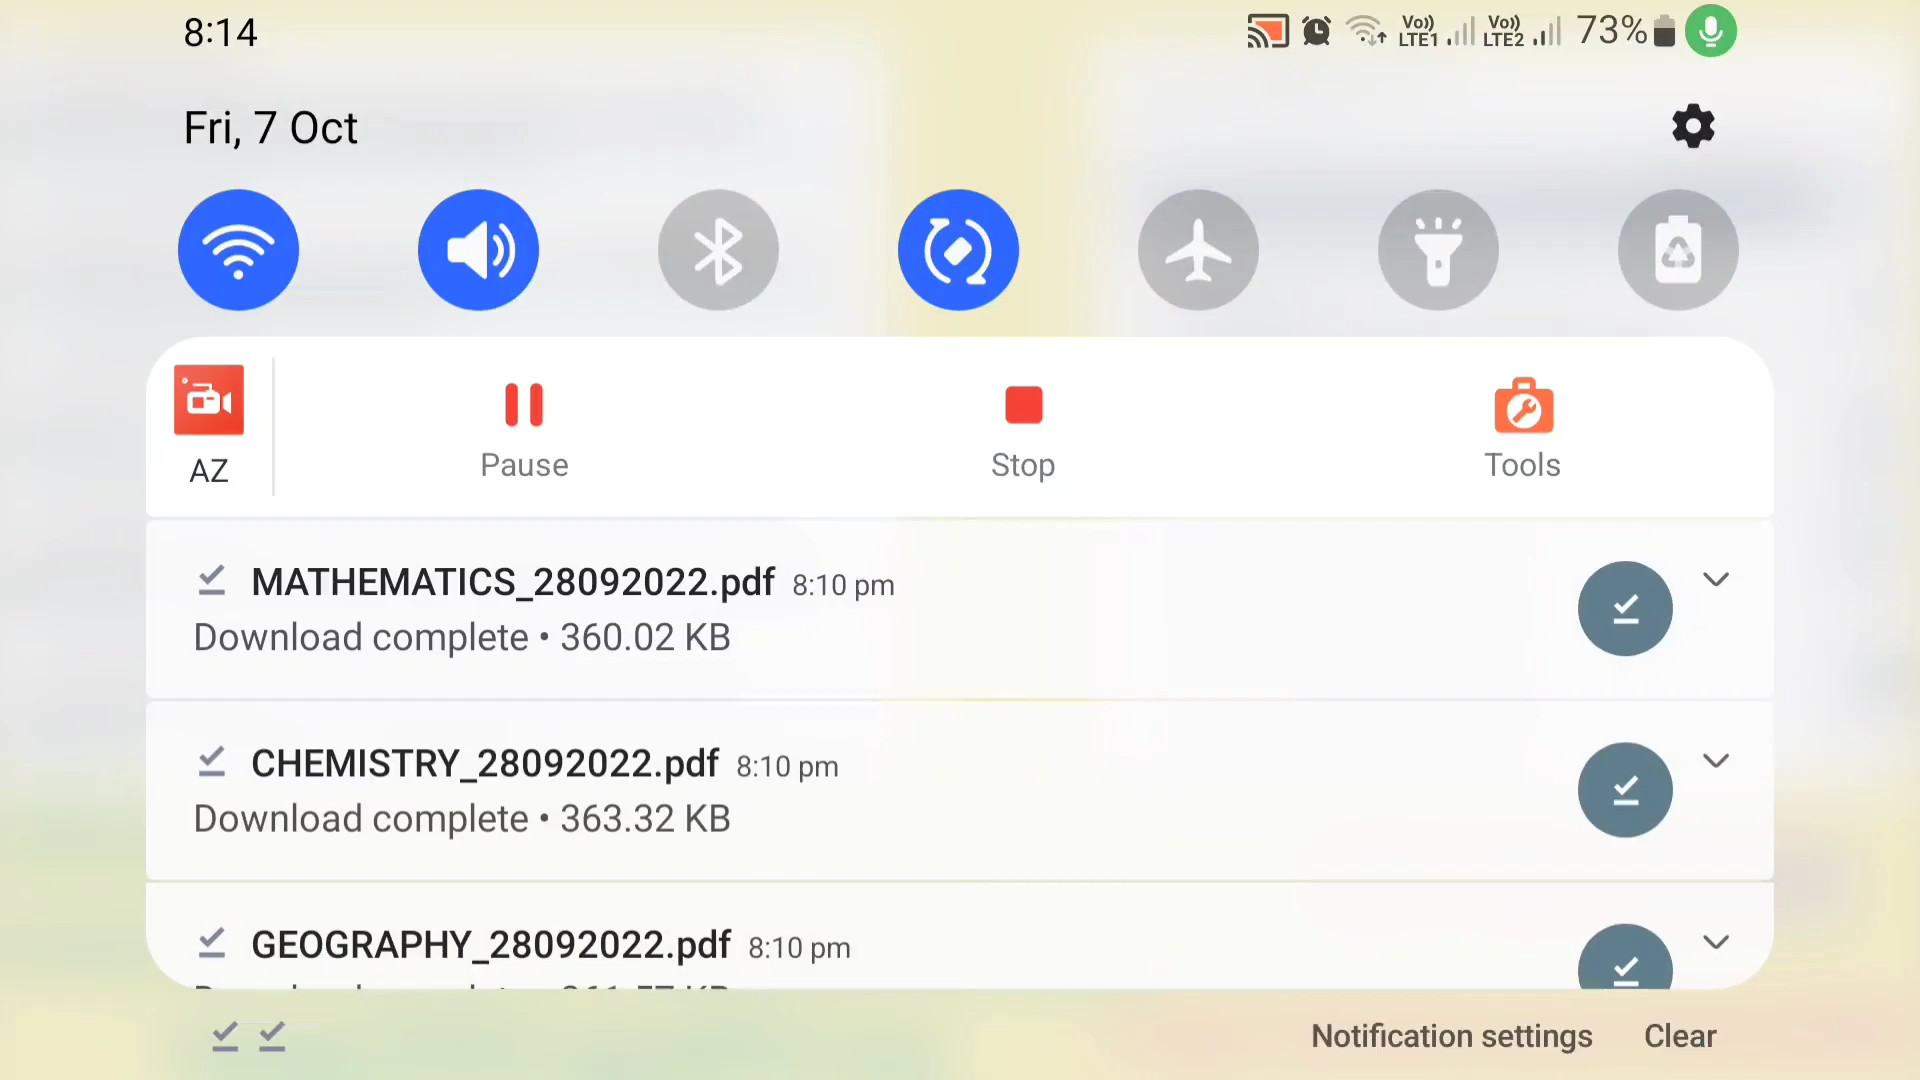 8:14
Vo)) LTE1 Vo)) LTE2 73%
Fri, 7 Oct
AZ
Pause
Stop
Tools
MATHEMATICS_28092022.pdf 8:10 pm
Download complete • 360.02 KB
CHEMISTRY_28092022.pdf 8:10 pm
Download complete • 363.32 KB
GEOGRAPHY_28092022.pdf 8:10 pm
Notification settings Clear